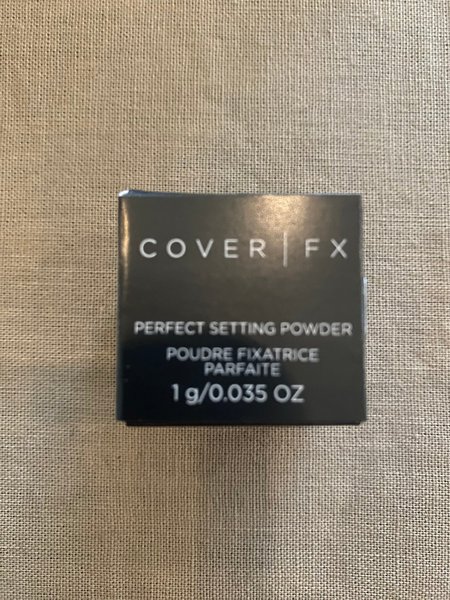 COVER | FX
PERFECT SETTING POWDER
POUDRE FIXATRICE
PARFAITE
1 g/0.035 OZ